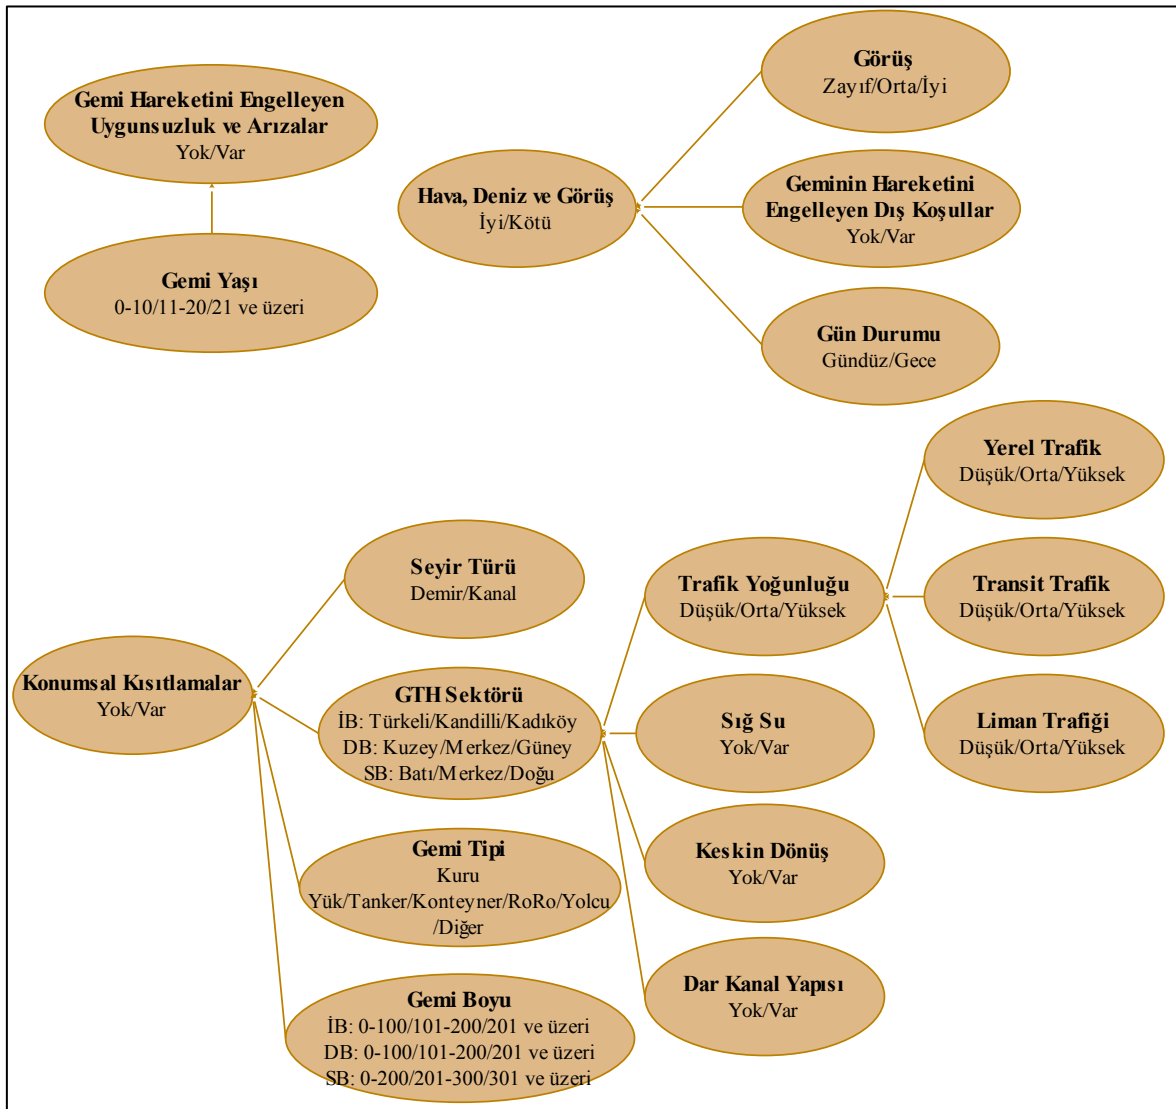 Gemi Hareketini Engelleyen
Uygunsuzluk ve Arızalar
Yok/Var
Gemi Yaşı
0-10/11-20/21 ve üzeri
Hava, Deniz ve Görüş
İyi/Kötü
Görüş
Zayıf/Orta/İyi
Geminin Hareketini
Engelleyen Dış Koşullar
Yok/Var
Gün Durumu
Gündüz/Gece
Konumsal Kısıtlamalar
Yok/Var
Seyir Türü
Demir/Kanal
GTH Sektörü
İB: Türkeli/Kandilli/Kadıköy
DB: Kuzey/Merkez/Güney
SB: Batı/Merkez/Doğu
Gemi Tipi
Kuru
Yük/Tanker/Konteyner/RoRo/Yolcu
/Diğer
Gemi Boyu
İB: 0-100/101-200/201 ve üzeri
DB: 0-100/101-200/201 ve üzeri
SB: 0-200/201-300/301 ve üzeri
Trafik Yoğunluğu
Düşük/Orta/Yüksek
Sığ Su
Yok/Var
Keskin Dönüş
Yok/Var
Dar Kanal Yapısı
Yok/Var
Yerel Trafik
Düşük/Orta/Yüksek
Transit Trafik
Düşük/Orta/Yüksek
Liman Trafiği
Düşük/Orta/Yüksek